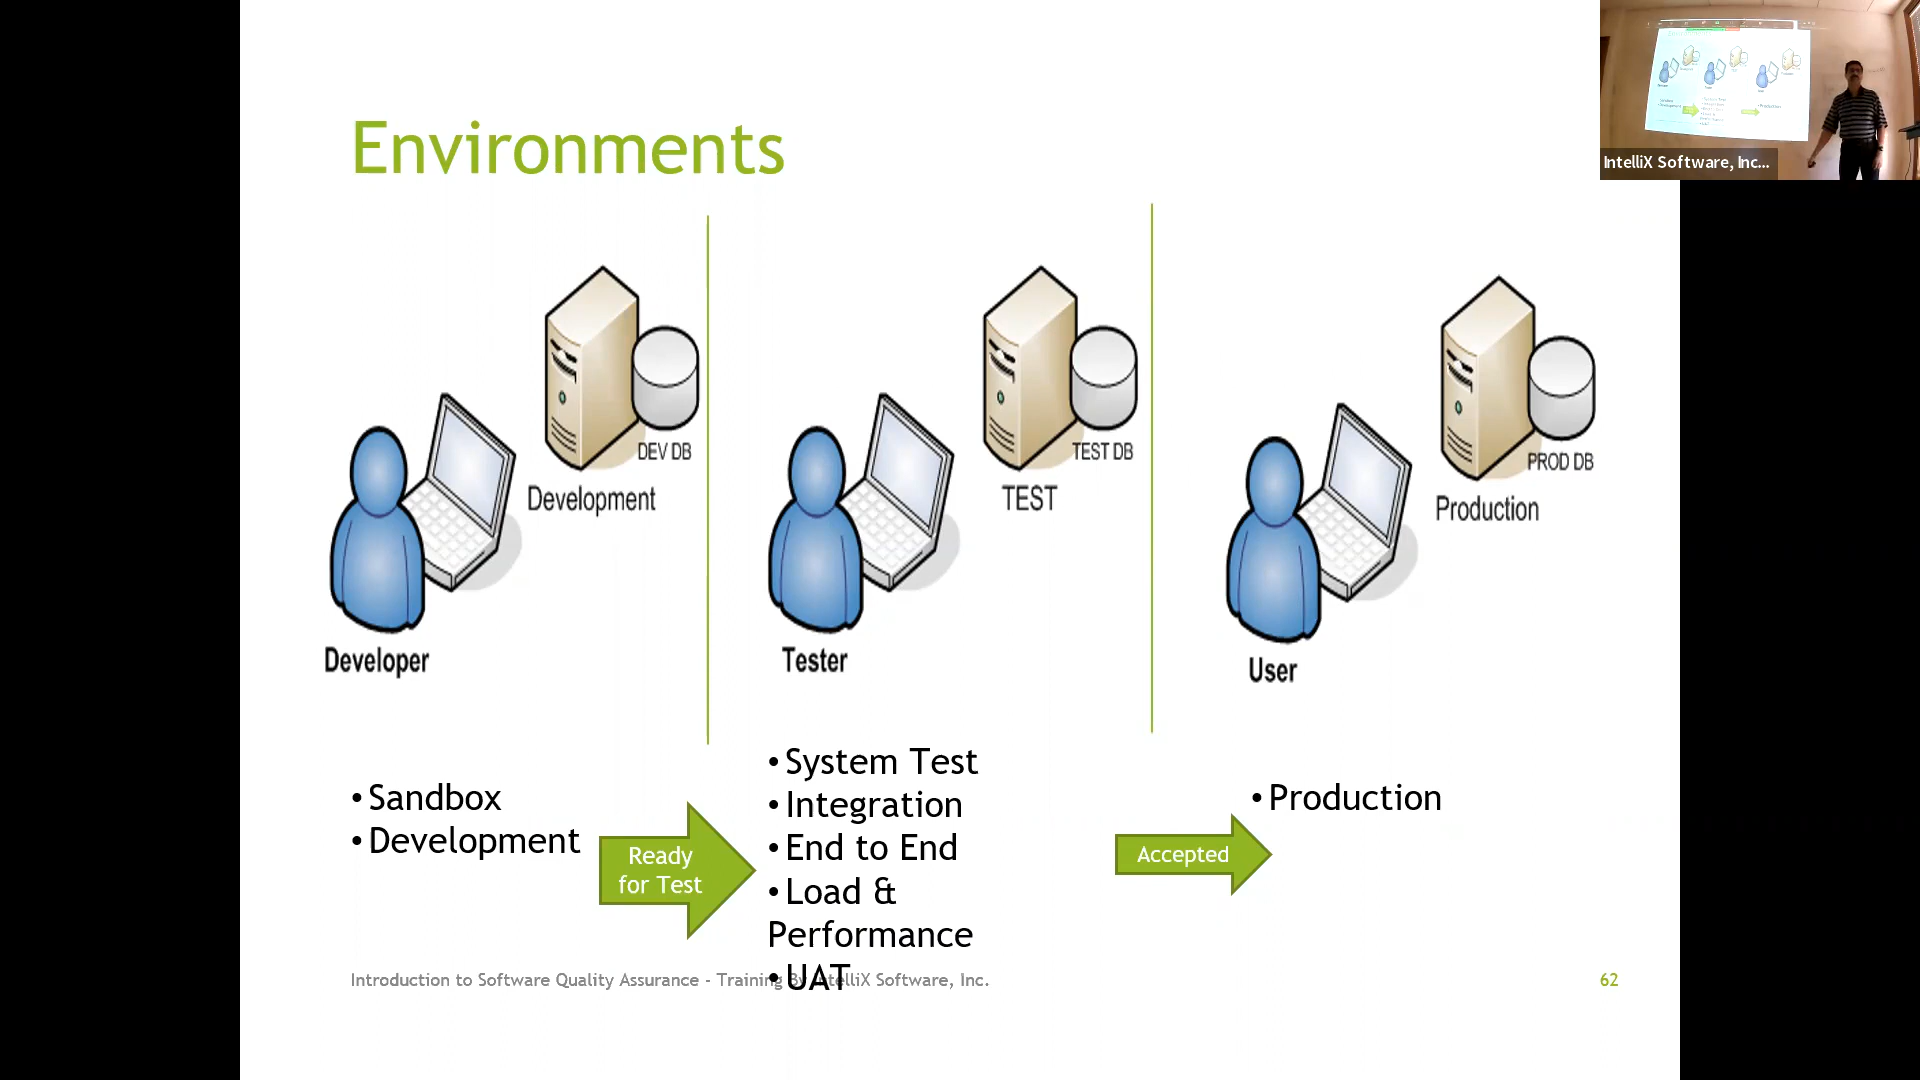 Environments
IntelliX Software, Inc...
DEV DB
Development
Developer
TEST DB
TEST
Tester
PROD DB
Production
User
• Sandbox
• Development
Ready
for Test
• System Test
• Integration
• End to End
• Load &
Performance
• UAT
Accepted
• Production
Introduction to Software Quality Assurance - Training By IntelliX Software, Inc.
62